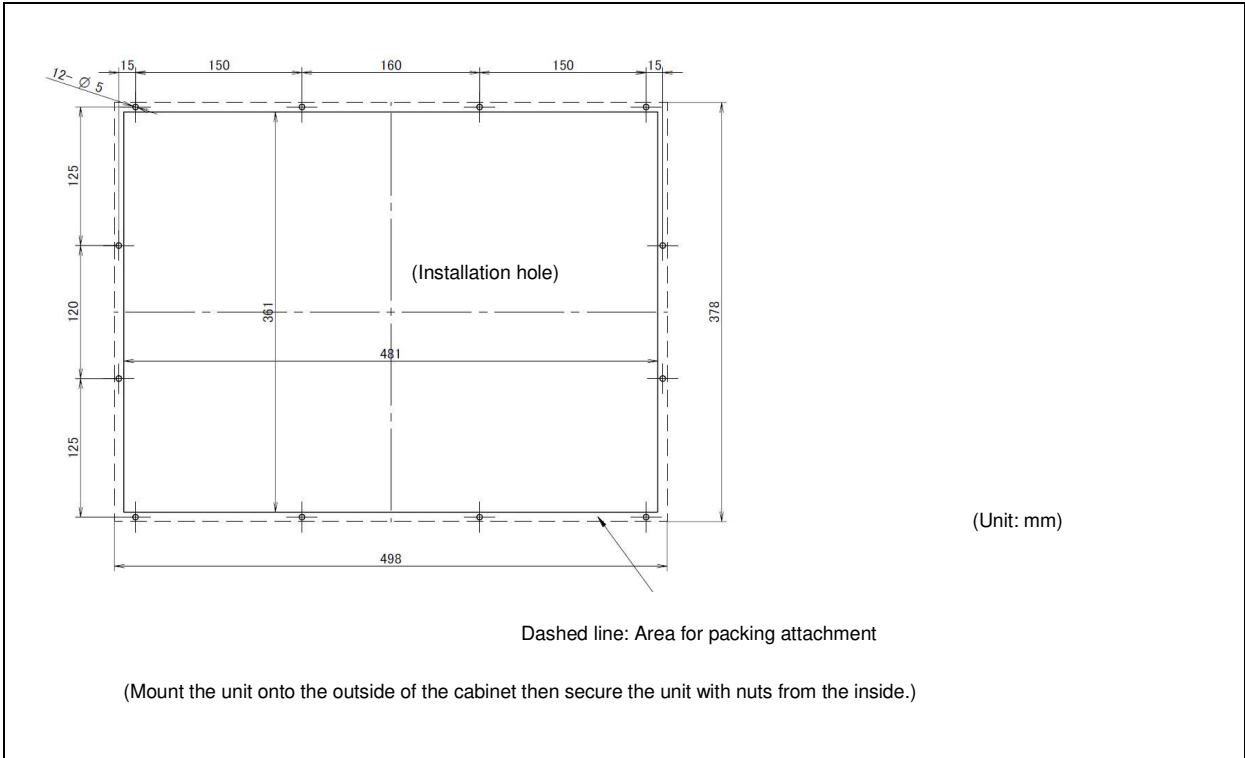 15 150 160 150 15
12- Ø 5
125
(Installation hole)
120
361
378
481
125
(Unit: mm)
498
Dashed line: Area for packing attachment
(Mount the unit onto the outside of the cabinet then secure the unit with nuts from the inside.)